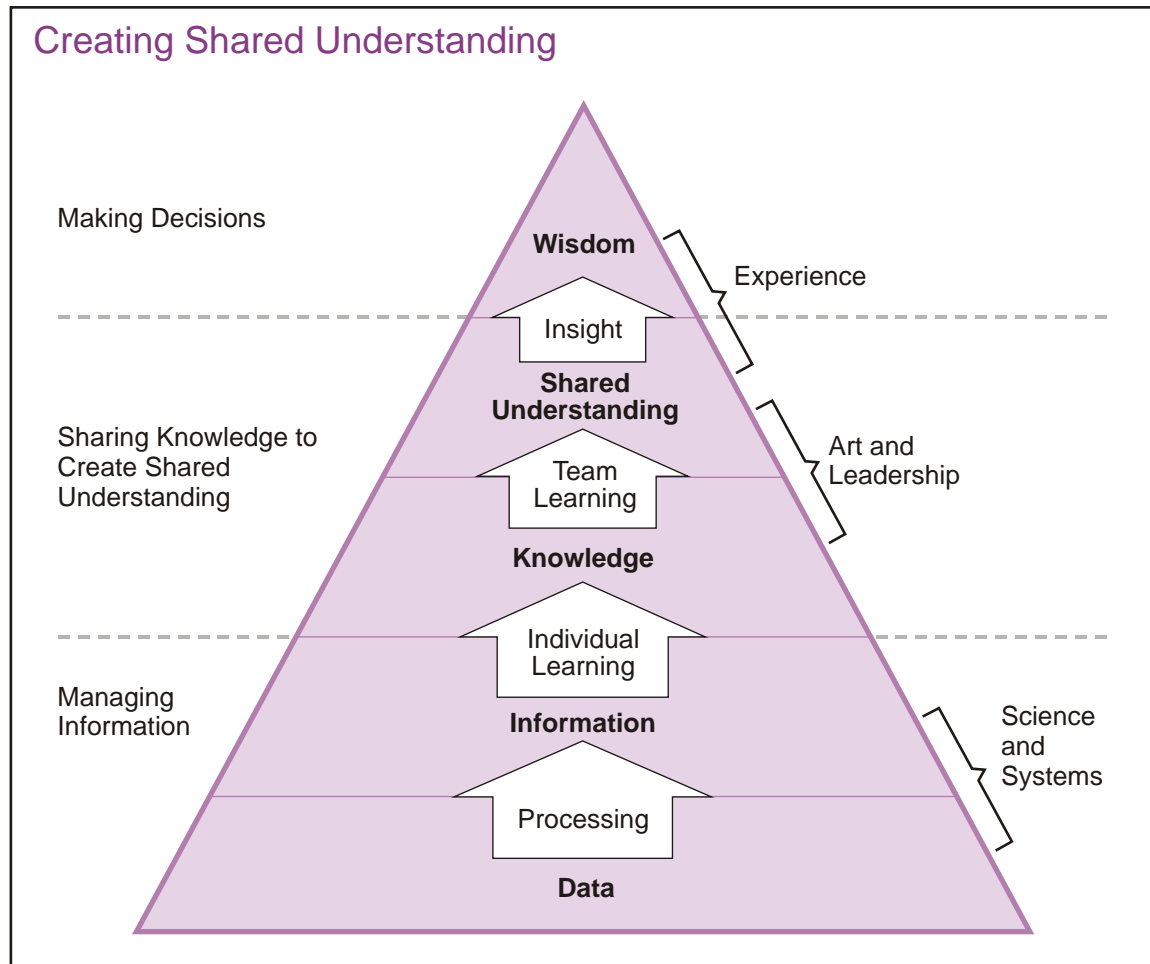 Creating Shared Understanding
Making Decisions
Wisdom
Experience
Insight
Shared
Understanding
Sharing Knowledge to
Create Shared
Understanding
Art and
Leadership
Team
Learning
Knowledge
Individual
Learning
Managing
Information
Information
Science
and
Systems
Processing
Data